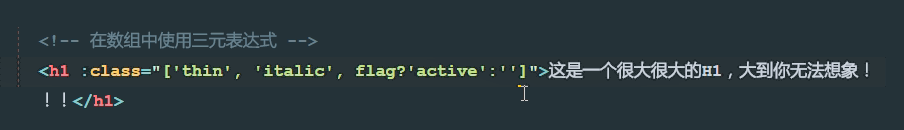 <!-- 在数组中使用三元表达式 -->
<h1 :class="['thin', 'italic', flag?'active':'']">这是一个很大很大的H1，大到你无法想象！
！！</h1>